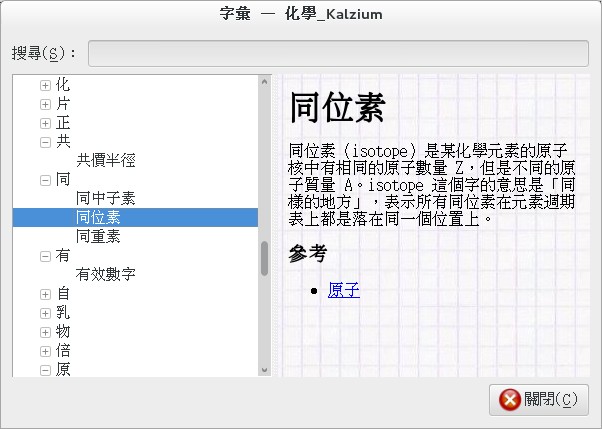 字彙 — 化學_Kalzium
搜尋(S)：
化
片
正
共
共價半徑
同
同中子素
同位素
同重素
有
有效數字
自
乳
物
倍
原
同位素
同位素 (isotope) 是某化學元素的原子
核中有相同的原子數量 Z，但是不同的原
子質量 A。isotope 這個字的意思是「同
樣的地方」，表示所有同位素在元素週期
表上都是落在同一個位置上。
參考
• 原子
關閉(C)